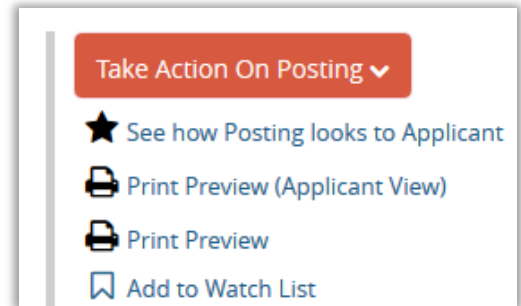 Take Action On Posting
See how Posting looks to Applicant
Print Preview (Applicant View)
Print Preview
Add to Watch List